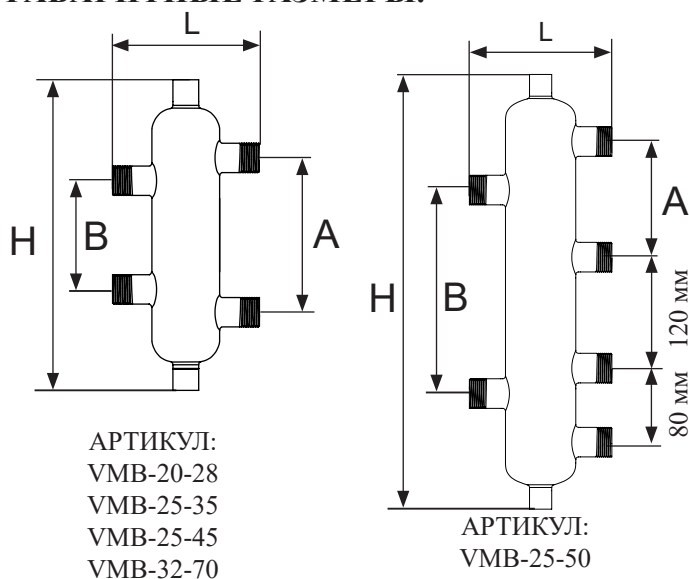 ГАБАРИТНЫЕ РАЗМЕРЫ:
L
H
B
A
АРТИКУЛ:
VMB-20-28
VMB-25-35
VMB-25-45
VMB-32-70
L
H
B
A
120 мм
80 мм
АРТИКУЛ:
VMB-25-50